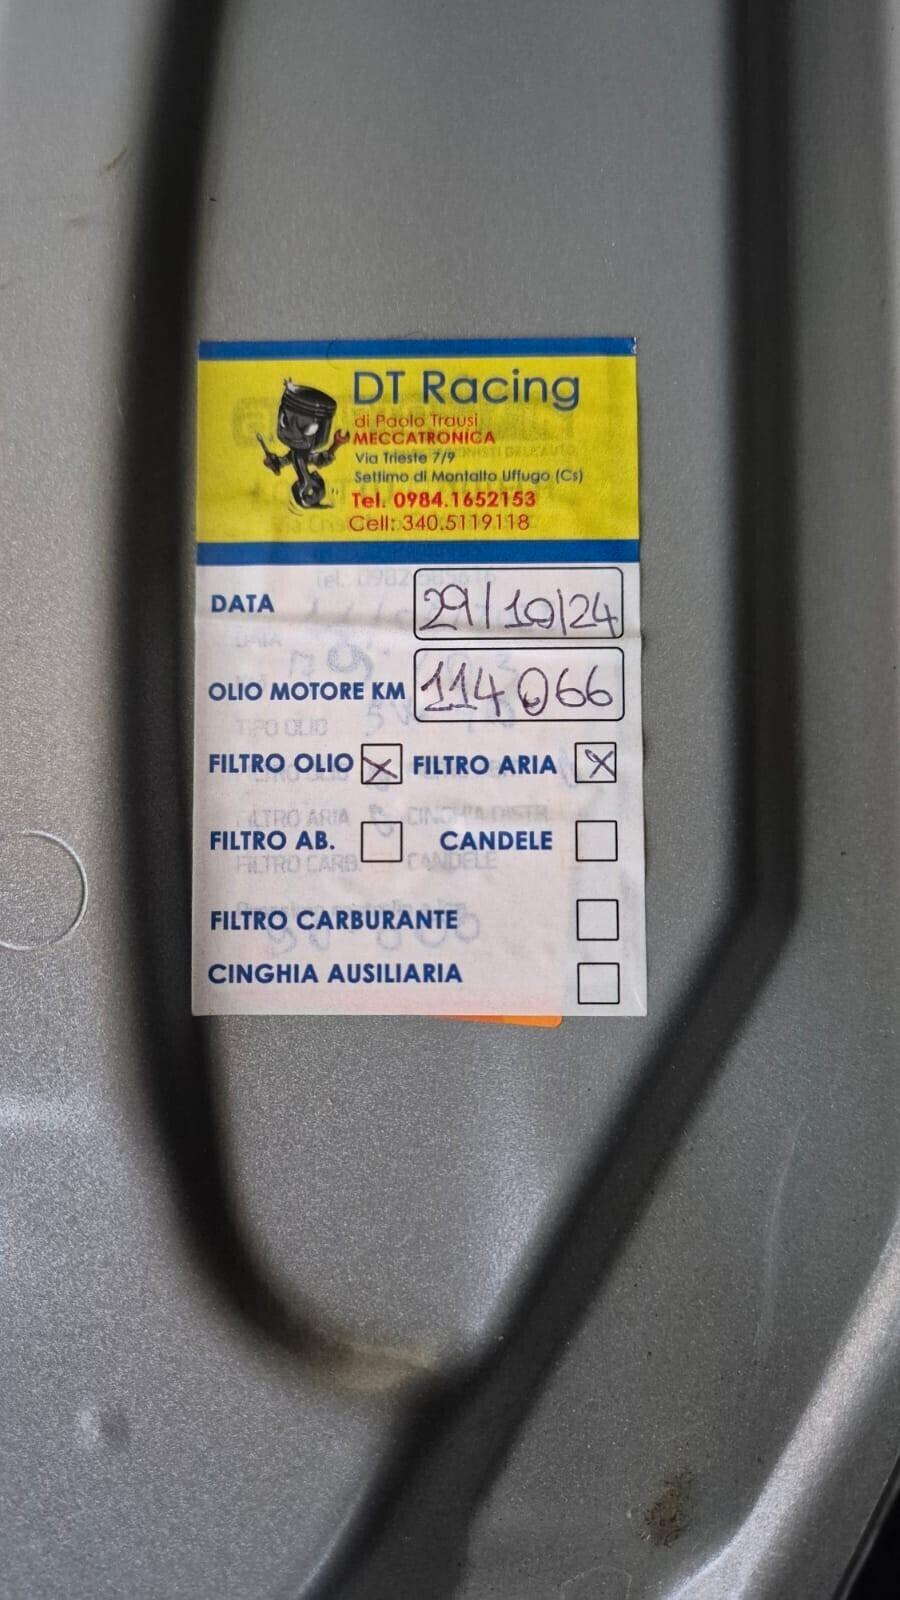 DT Racing
di Paolo Trausi
MECCATRONICA
Via Trieste 7/9
Settimo di Montalto Uffugo (Cs)
Tel. 0984.1652153
Cell: 340.5119118
DATA 29/10/24
OLIO MOTORE KM 114066
FILTRO OLIO X FILTRO ARIA X
FILTRO AB. CANDELE
FILTRO CARBURANTE
CINGHIA AUSILIARIA